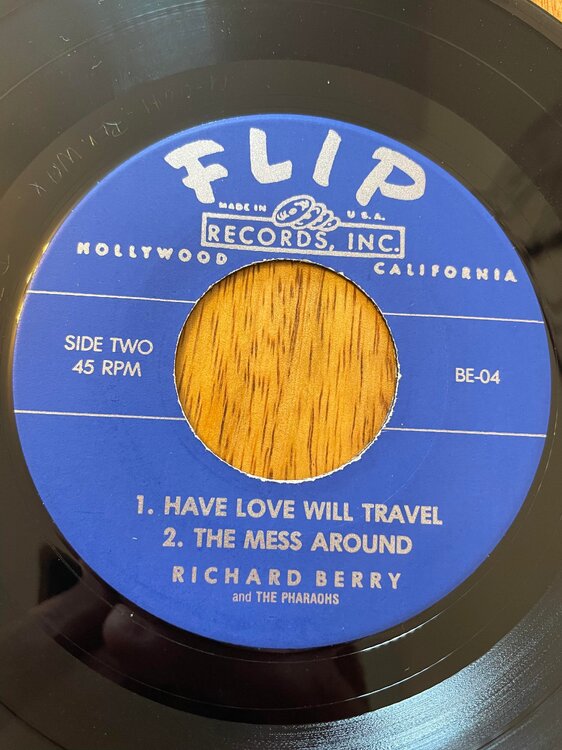 FLIP
MADE IN U.S.A.
RECORDS, INC.
HOLLYWOOD CALIFORNIA
SIDE TWO
45 RPM
BE-04
1. HAVE LOVE WILL TRAVEL
2. THE MESS AROUND
RICHARD BERRY
and THE PHARAOHS